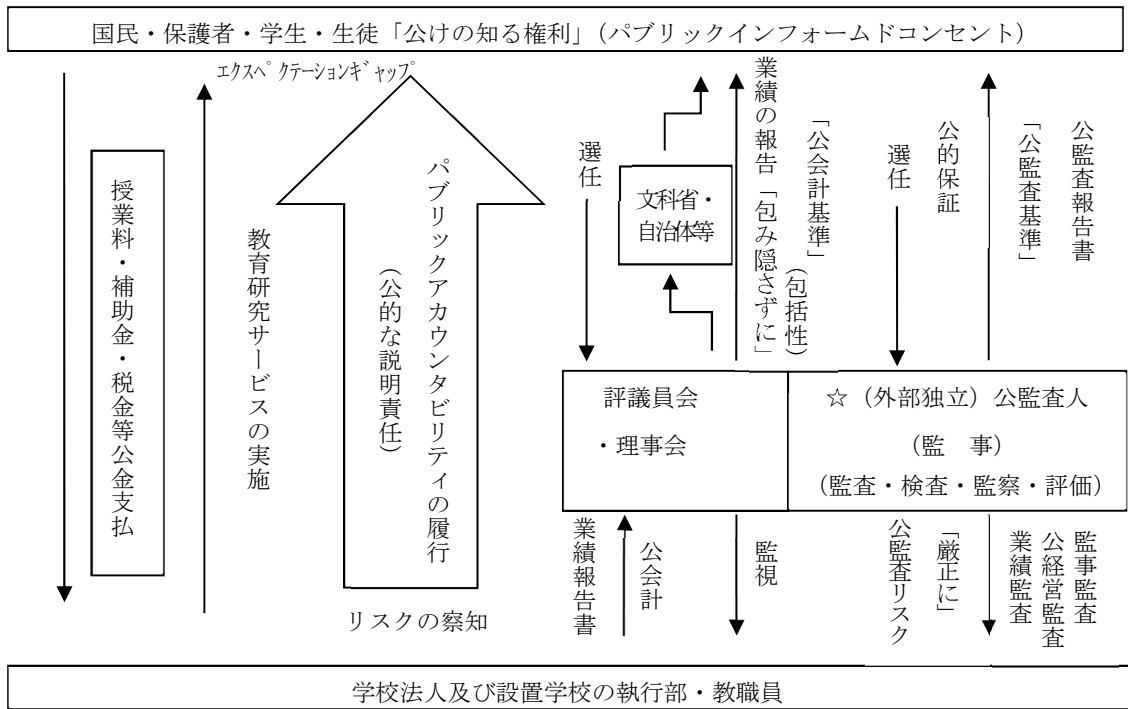 国民・保護者・学生・生徒「公けの知る権利」(パブリックインフォームドコンセント)
エクスペクテーションギャップ
授業料・補助金・税金等公金支払
教育研究サービスの実施
パブリックアカウンタビリティの履行
(公的な説明責任)
リスクの察知
選任
文科省・
自治体等
業績の報告「包み隠さずに」
「公会計基準」(包括性)
選任
公的保証
「公監査基準」
公監査報告書
評議員会
・理事会
☆(外部独立)公監査人
(監 事)
(監査・検査・監察・評価)
業績報告書
公会計
監視
公監査リスク
「厳正に」
業績監査
公経営監査
監事監査
学校法人及び設置学校の執行部・教職員